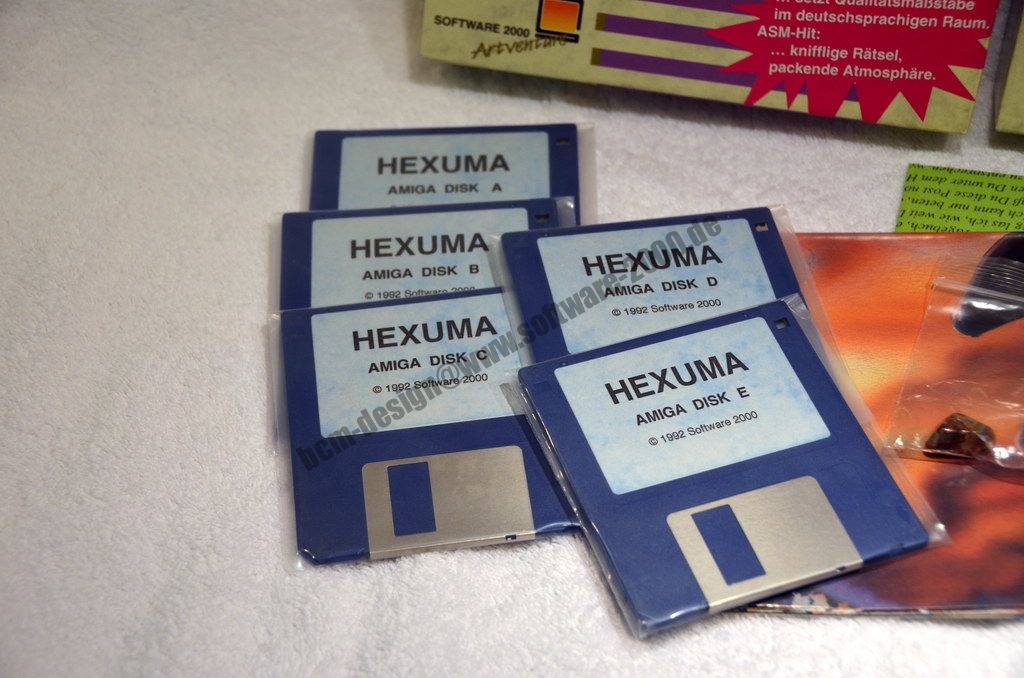 SOFTWARE 2000
Artventure
... setzt Qualitätsmaßstäbe
im deutschsprachigen Raum.
ASM-Hit:
... knifflige Rätsel,
packende Atmosphäre.
HEXUMA
AMIGA DISK A
HEXUMA
AMIGA DISK B
© 1992 Software 2000
HEXUMA
AMIGA DISK C
© 1992 Software 2000
HEXUMA
AMIGA DISK D
© 1992 Software 2000
HEXUMA
AMIGA DISK E
© 1992 Software 2000
bcm-design@www.software-2000.de